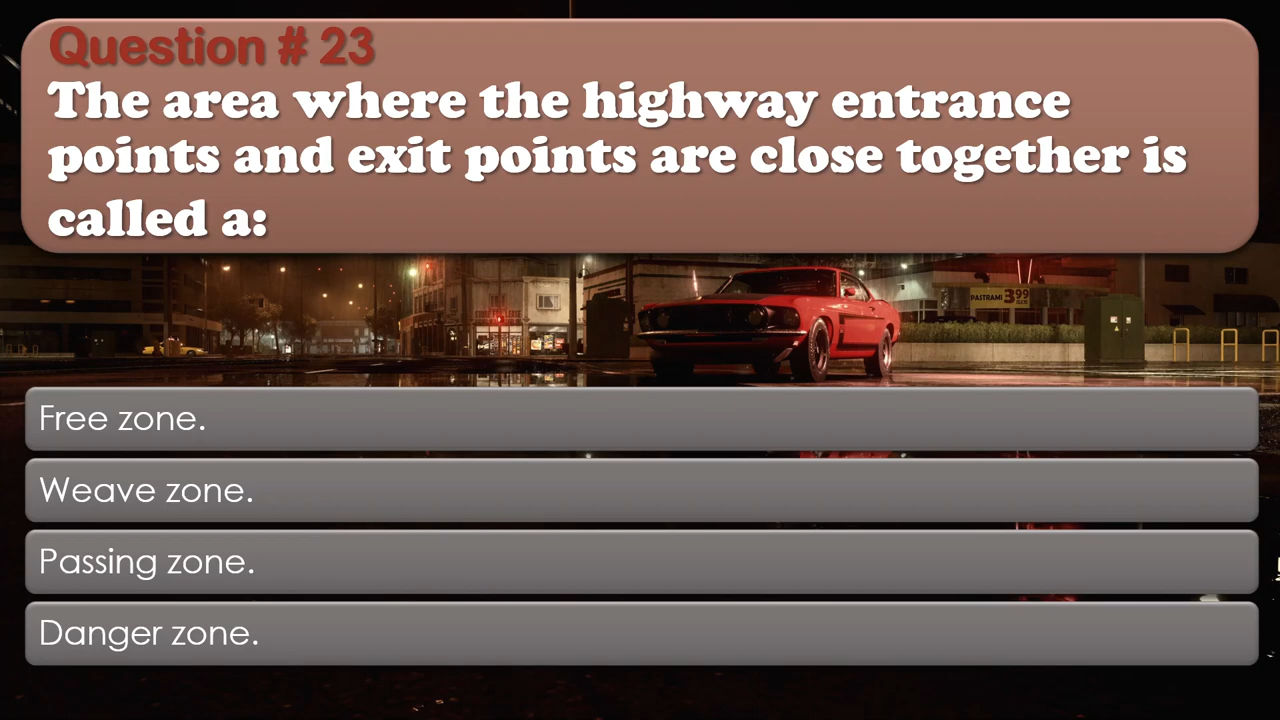 Question # 23
The area where the highway entrance
points and exit points are close together is
called a:
PASTRAMI 3.99
Free zone.
Weave zone.
Passing zone.
Danger zone.